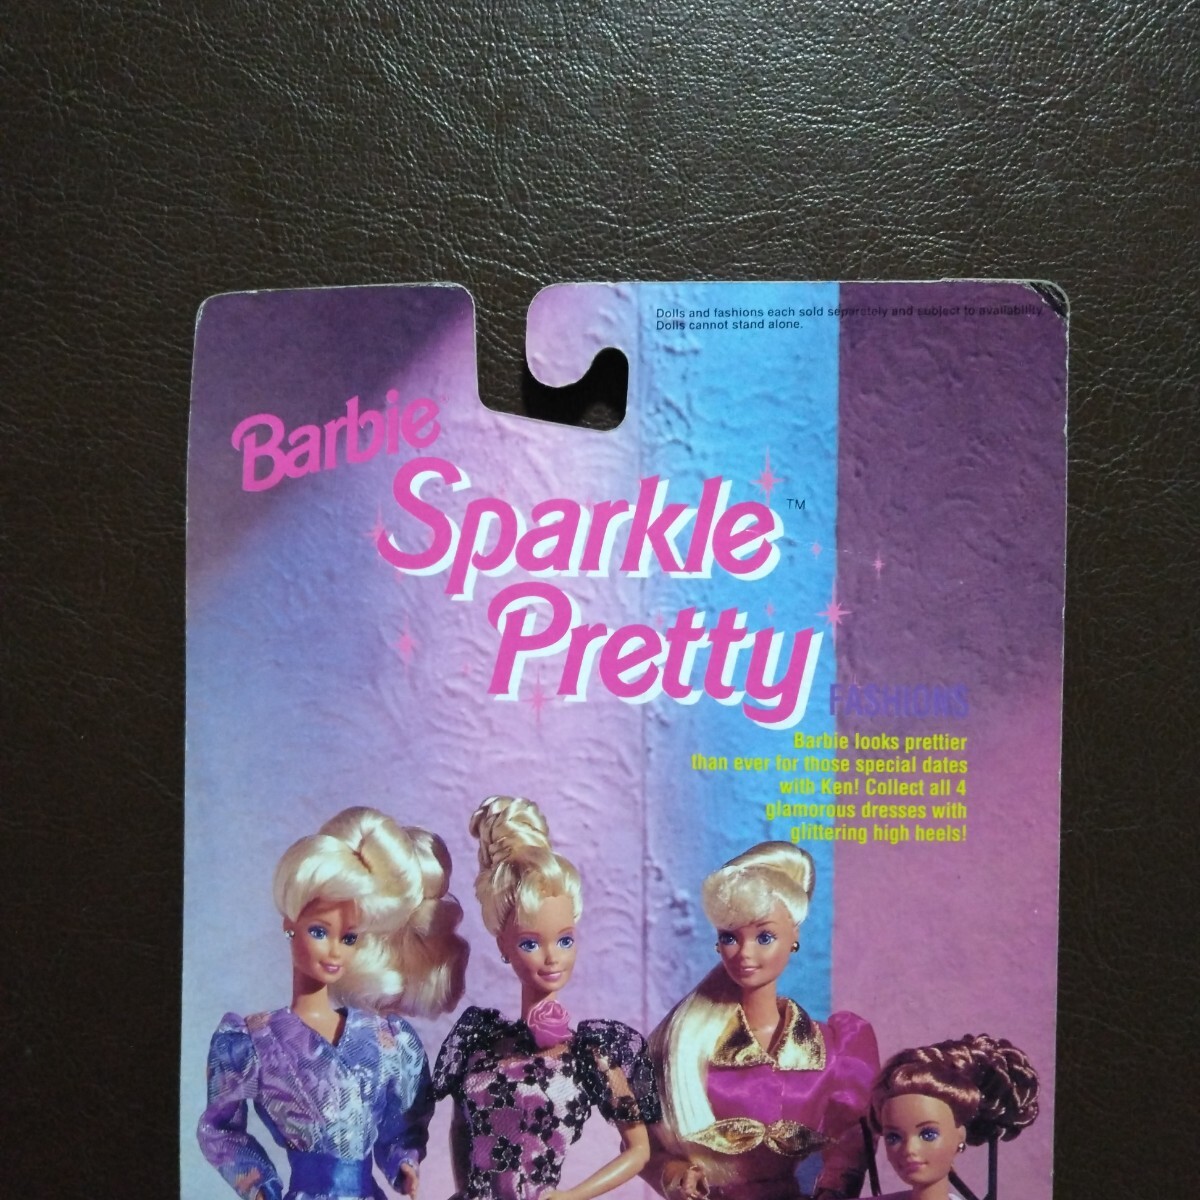 Dolls and fashions each sold separately and subject to availability.
Dolls cannot stand alone.
Barbie
Sparkle™
Pretty
FASHIONS
Barbie looks prettier
than ever for those special dates
with Ken! Collect all 4
glamorous dresses with
glittering high heels!